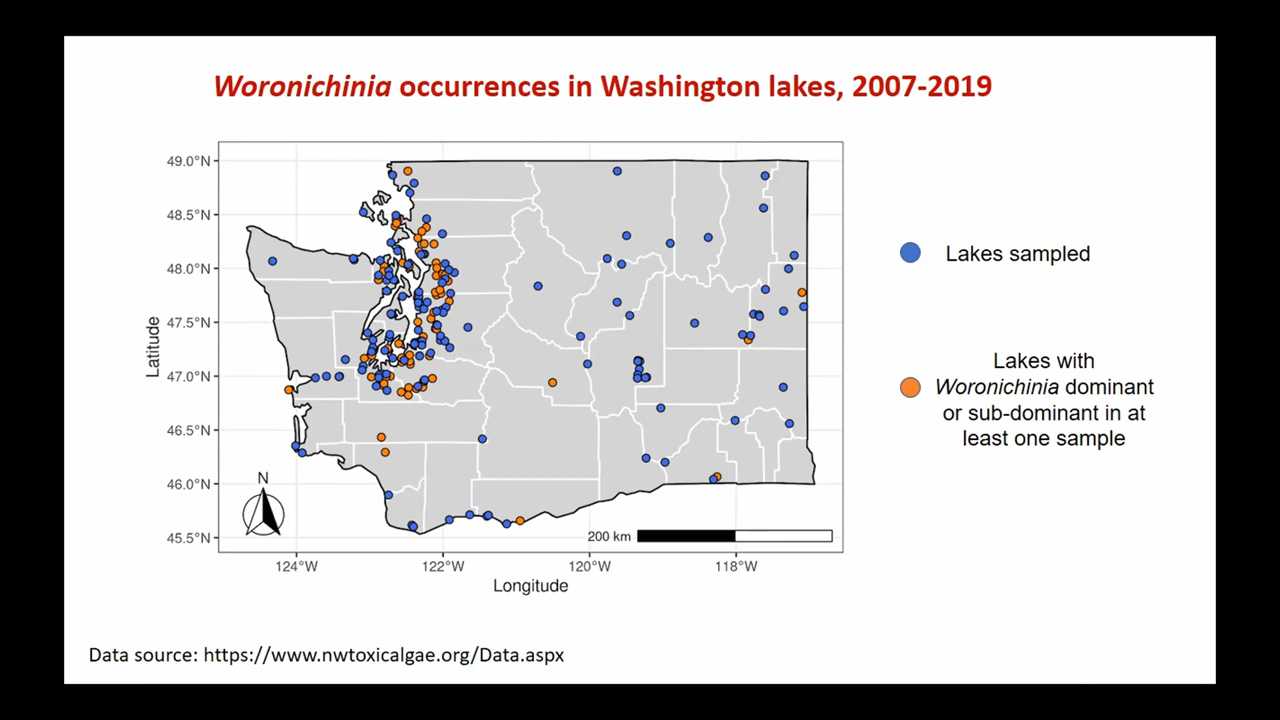 Woronichinia occurrences in Washington lakes, 2007-2019
49.0°N
48.5°N
48.0°N
47.5°N
47.0°N
46.5°N
46.0°N
45.5°N
Latitude
N
200 km
124°W
122°W
120°W
118°W
Longitude
Lakes sampled
Lakes with
Woronichinia dominant
or sub-dominant in at
least one sample
Data source: https://www.nwtoxicalgae.org/Data.aspx